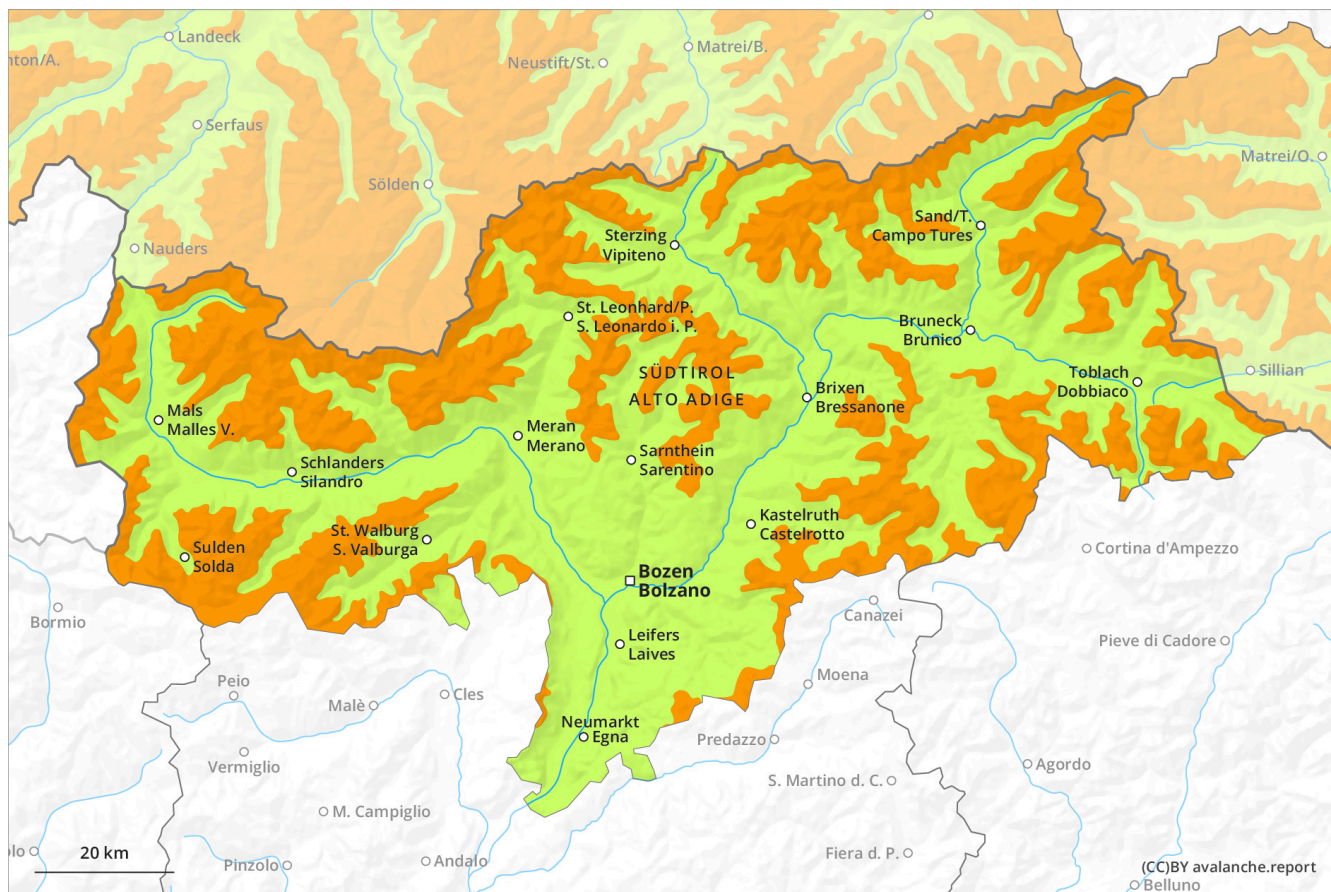 Landeck
Matrei/B.
nton/A.
Neustift/St.
Serfaus
Matrei/O.
Sölden
Sand/T.
Campo Tures
Sterzing
Vipiteno
Nauders
St. Leonhard/P.
S. Leonardo i. P.
Bruneck
Brunico
SÜDTIROL
ALTO ADIGE
Toblach
Dobbiaco
Sillian
Brixen
Bressanone
Mals
Malles V.
Meran
Merano
Sarnthein
Sarentino
Schlanders
Silandro
Kastelruth
Castelrotto
St. Walburg
S. Valburga
Sulden
Solda
Cortina d'Ampezzo
Bozen
Bolzano
Bormio
Canazei
Leifers
Laives
Pieve di Cadore
Peio
Moena
Cles
Malè
Neumarkt
Egna
Predazzo
Vermiglio
Agordo
S. Martino d. C.
M. Campiglio
20 km
olo
Pinzolo
Andalo
Fiera d. P.
(CC)BY avalanche.report
Belluno